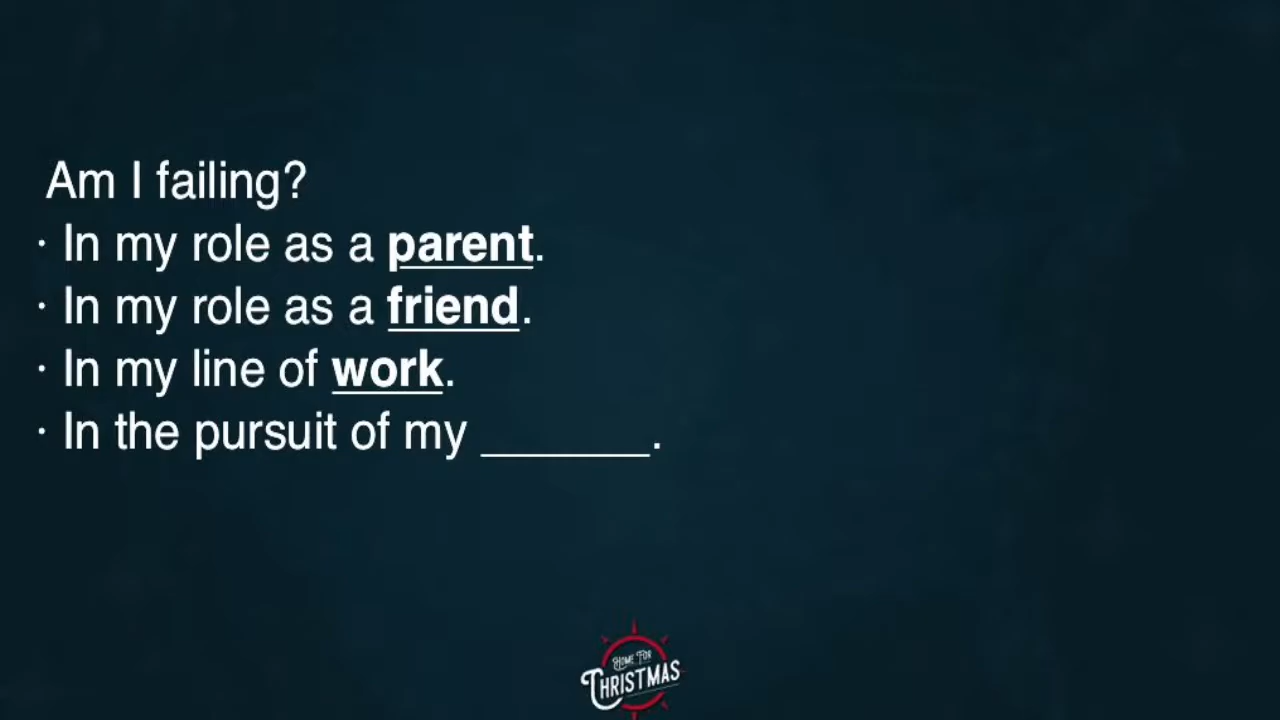 Am I failing?
· In my role as a parent.
· In my role as a friend.
· In my line of work.
· In the pursuit of my _______.
HOME FOR
CHRISTMAS